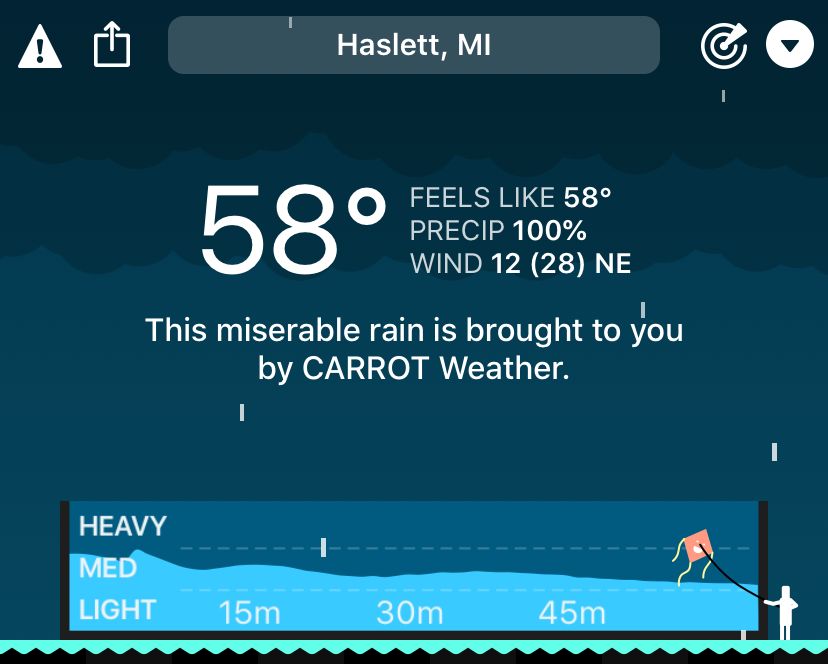 Haslett, MI
58° FEELS LIKE 58°
PRECIP 100%
WIND 12 (28) NE
This miserable rain is brought to you
by CARROT Weather.
HEAVY
MED
LIGHT 15m 30m 45m